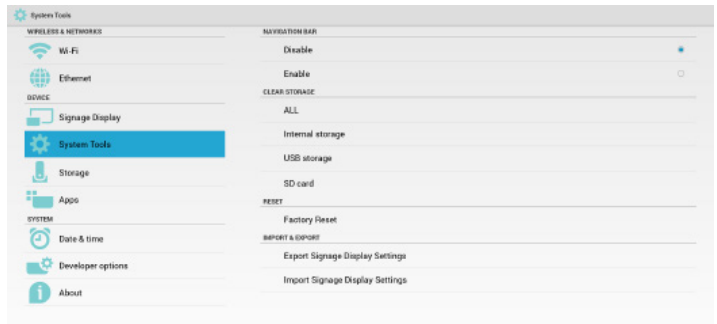 System Tools
WIRELESS & NETWORKS
Wi-Fi
Ethernet
DEVICE
Signage Display
System Tools
Storage
Apps
SYSTEM
Date & time
Developer options
About
NAVIGATION BAR
Disable
Enable
CLEAR STORAGE
ALL
Internal storage
USB storage
SD card
RESET
Factory Reset
IMPORT & EXPORT
Export Signage Display Settings
Import Signage Display Settings